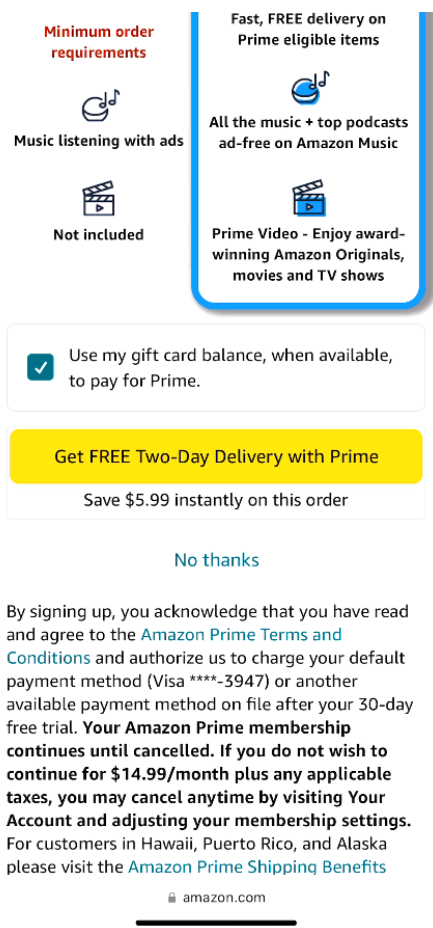 Minimum order
requirements
Music listening with ads
Not included
Fast, FREE delivery on
Prime eligible items
All the music + top podcasts
ad-free on Amazon Music
Prime Video - Enjoy award-
winning Amazon Originals,
movies and TV shows
Use my gift card balance, when available,
to pay for Prime.
Get FREE Two-Day Delivery with Prime
Save $5.99 instantly on this order
No thanks
By signing up, you acknowledge that you have read
and agree to the Amazon Prime Terms and
Conditions and authorize us to charge your default
payment method (Visa ****-3947) or another
available payment method on file after your 30-day
free trial. Your Amazon Prime membership
continues until cancelled. If you do not wish to
continue for $14.99/month plus any applicable
taxes, you may cancel anytime by visiting Your
Account and adjusting your membership settings.
For customers in Hawaii, Puerto Rico, and Alaska
please visit the Amazon Prime Shipping Benefits
amazon.com